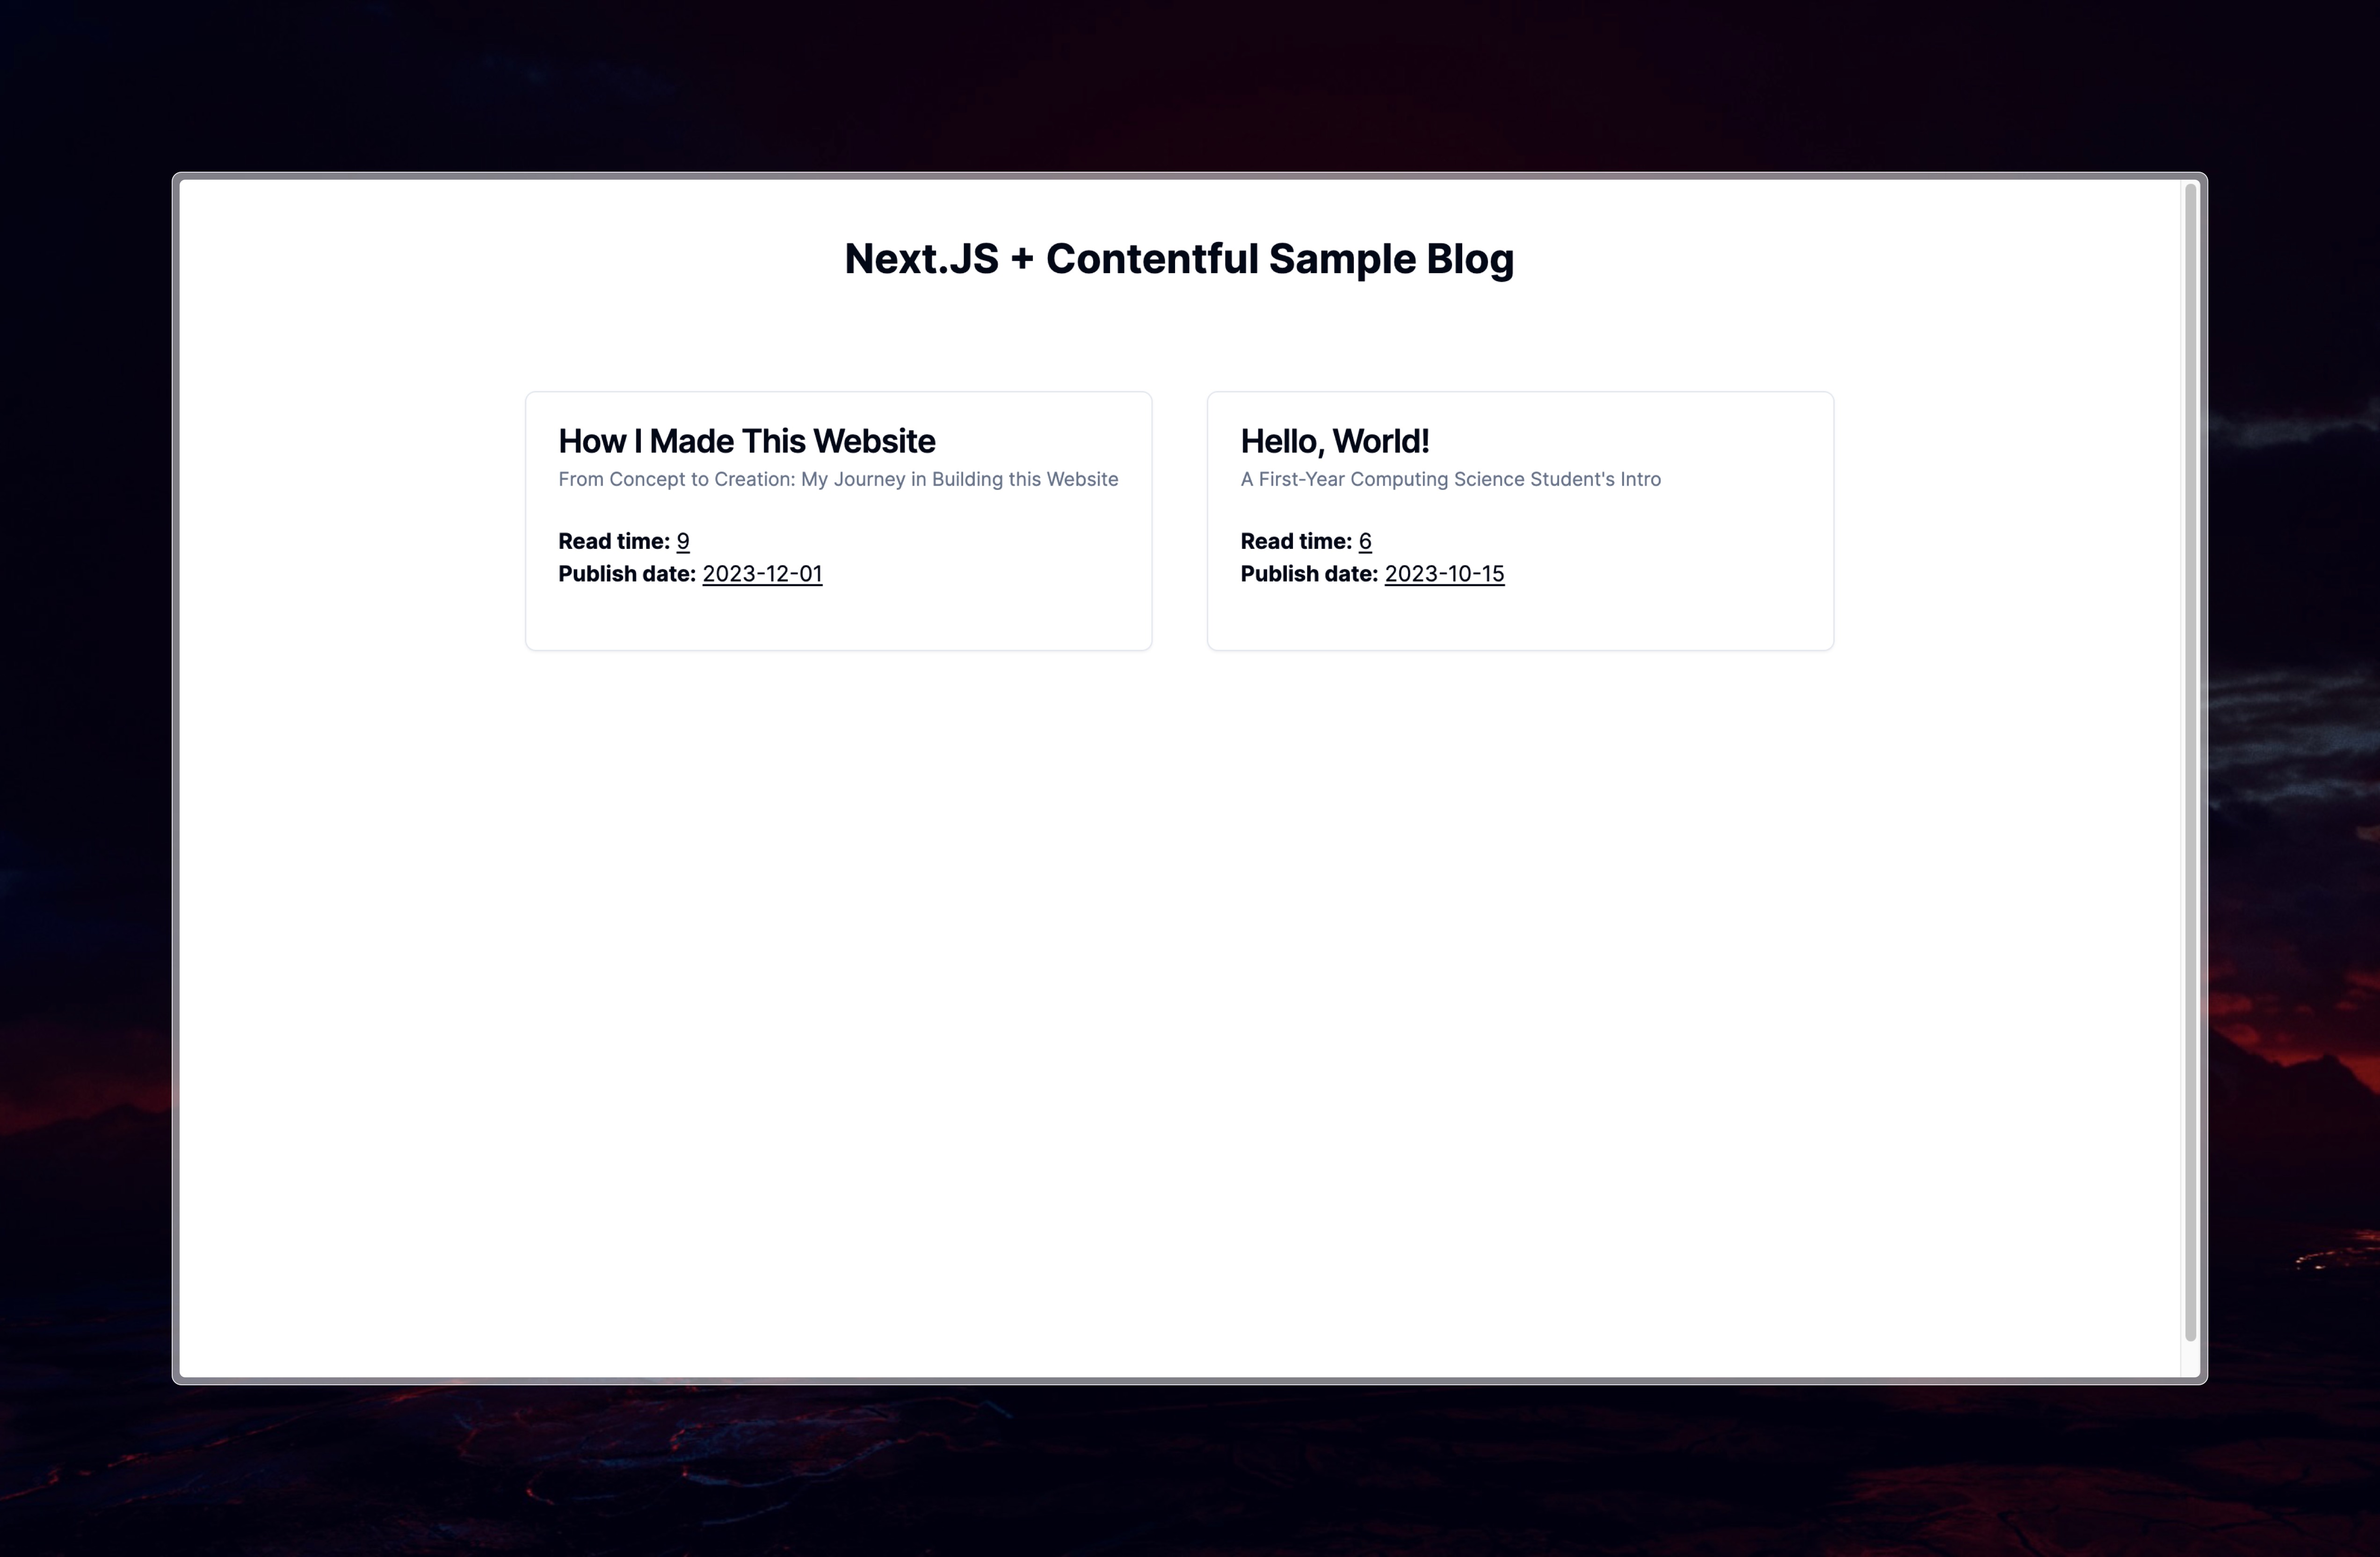 Next.JS + Contentful Sample Blog
How I Made This Website
From Concept to Creation: My Journey in Building this Website
Read time: 9
Publish date: 2023-12-01
Hello, World!
A First-Year Computing Science Student's Intro
Read time: 6
Publish date: 2023-10-15